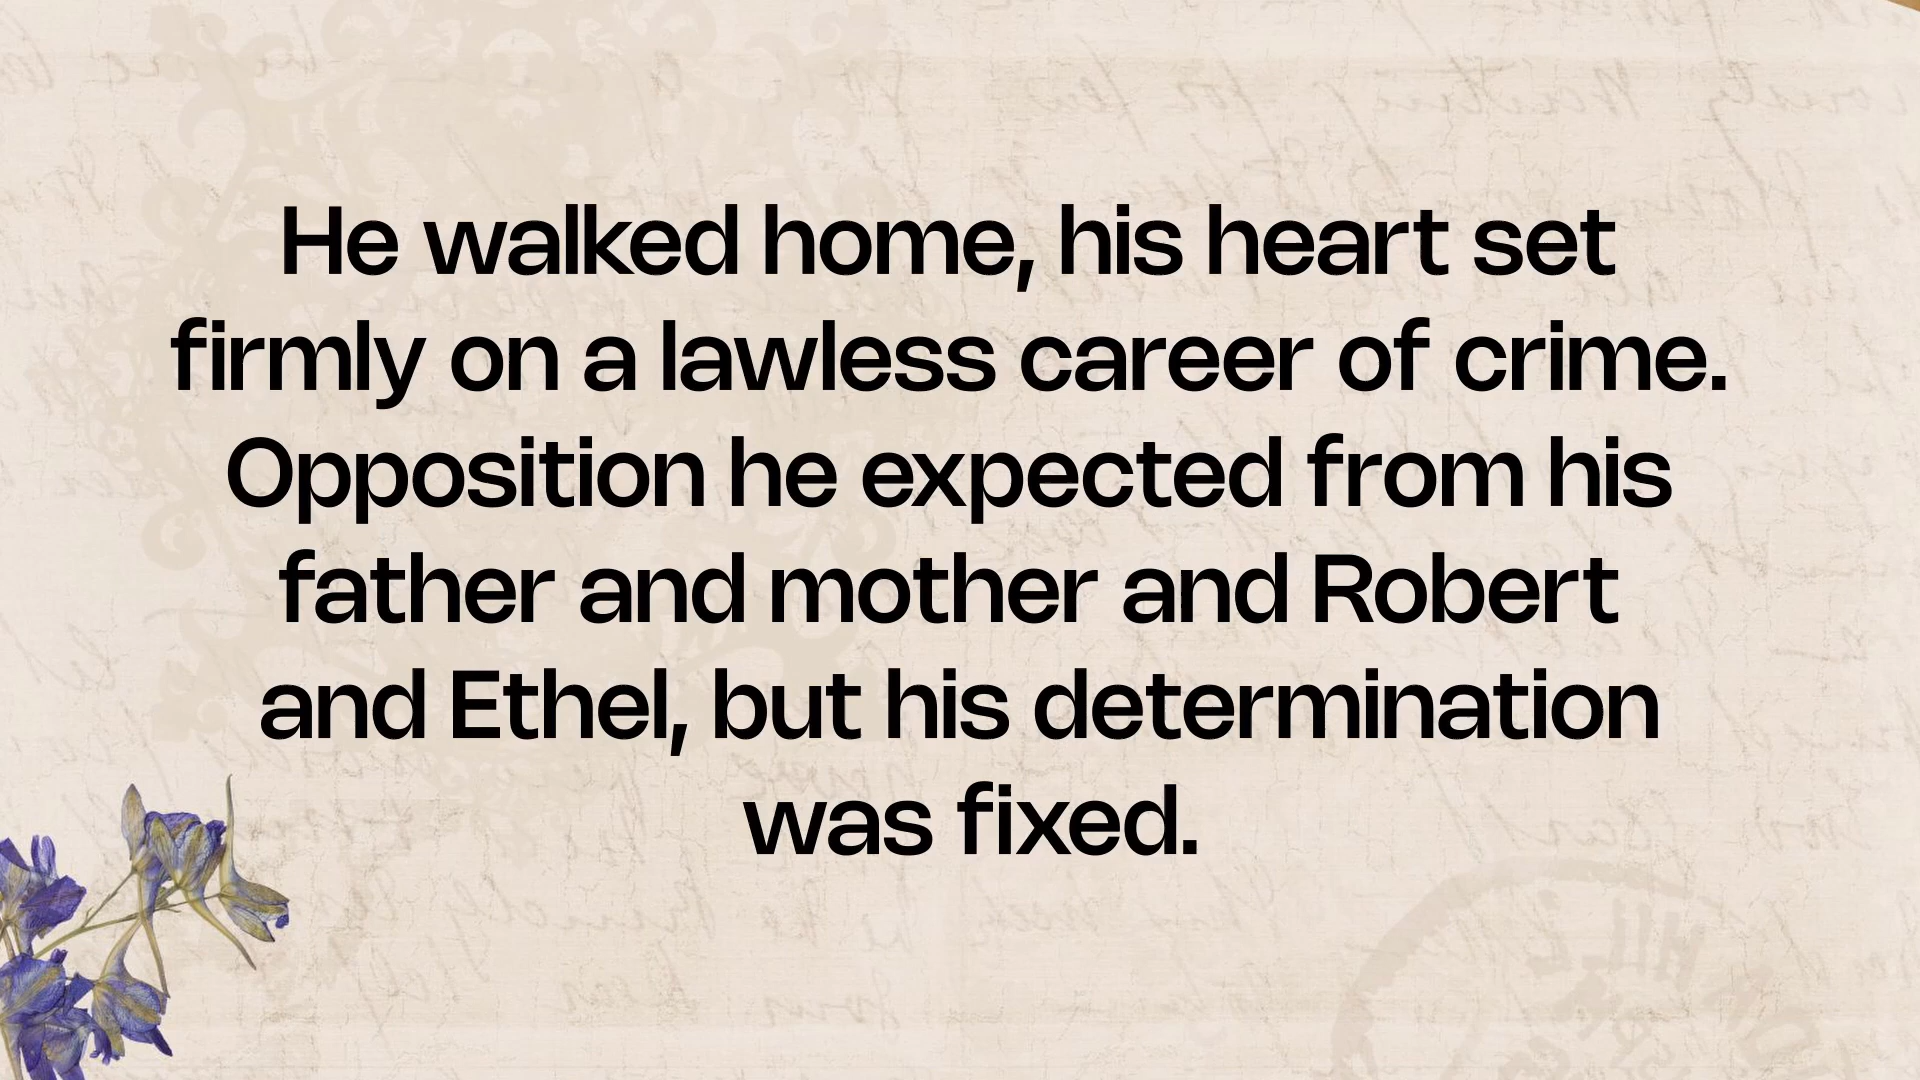 He walked home, his heart set
firmly on a lawless career of crime.
Opposition he expected from his
father and mother and Robert
and Ethel, but his determination
was fixed.